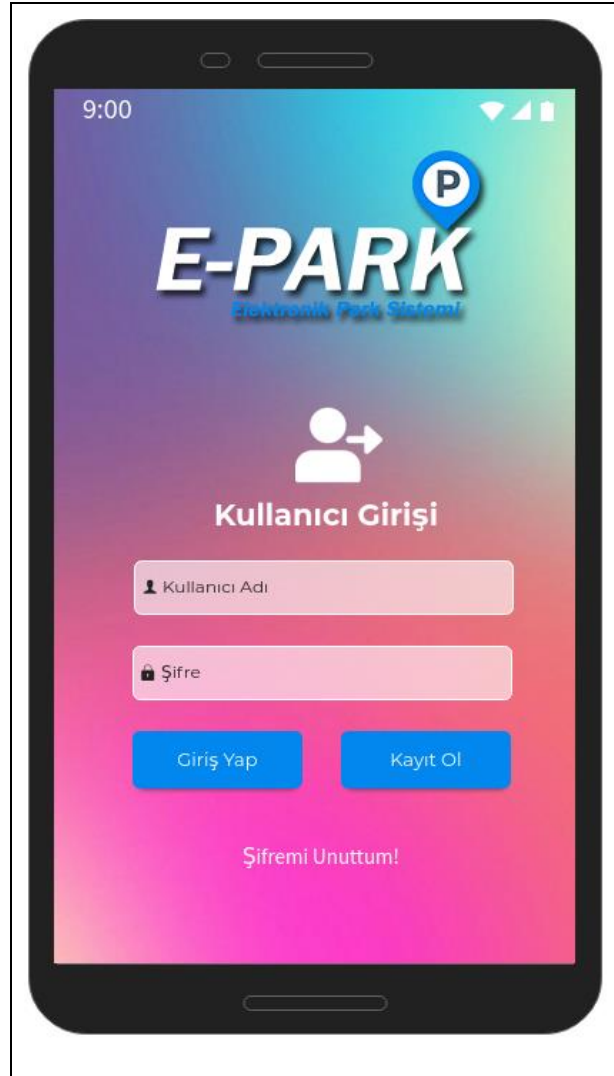 9:00
P
E-PARK
Elektronik Park Sistemi
Kullanıcı Girişi
Kullanıcı Adı
Şifre
Giriş Yap
Kayıt Ol
Şifremi Unuttum!